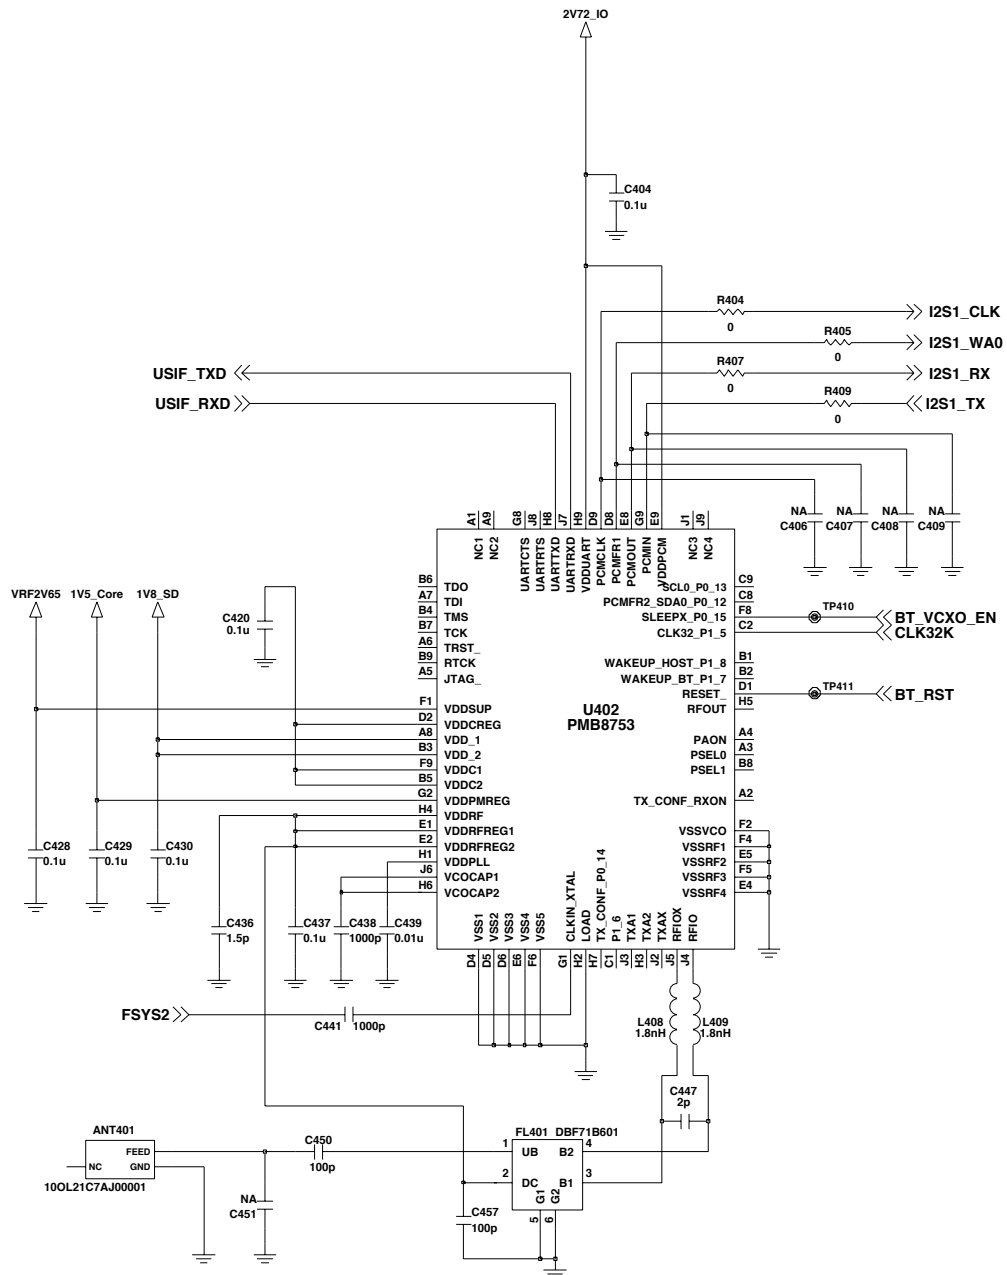 2V72_IO
C404
0.1u
R404
0
I2S1_CLK
R405
0
I2S1_WA0
USIF_TXD
R407
0
I2S1_RX
USIF_RXD
R409
0
I2S1_TX
NA
C406
NA
C407
NA
C408
NA
C409
A1
A9
G8
J8
H8
J7
H9
D9
D8
E8
G9
E9
J1
J9
NC1
NC2
UARTCTS
UARTRTS
UARTTXD
UARTRXD
VDDUART
PCMCLK
PCMFR1
PCMOUT
PCMIN
VDDPCM
NC3
NC4
VRF2V65
1V5_Core
1V8_SD
C420
0.1u
B6 TDO
A7 TDI
B4 TMS
B7 TCK
A6 TRST_
B9 RTCK
A5 JTAG_
F1 VDDSUP
D2 VDDCREG
A8 VDD_1
B3 VDD_2
F9 VDDC1
B5 VDDC2
G2 VDDPMREG
H4 VDDRF
E1 VDDRFREG1
E2 VDDRFREG2
H1 VDDPLL
J6 VCOCAP1
H6 VCOCAP2
U402
PMB8753
SCL0_P0_13 C9
PCMFR2_SDA0_P0_12 C8
SLEEPX_P0_15 F8
CLK32_P1_5 C2
WAKEUP_HOST_P1_8 B1
WAKEUP_BT_P1_7 B2
RESET_ D1
RFOUT H5
PAON A4
PSEL0 A3
PSEL1 B8
TX_CONF_RXON A2
VSSVCO F2
VSSRF1 F4
VSSRF2 E5
VSSRF3 F5
VSSRF4 E4
TP410
BT_VCXO_EN
CLK32K
TP411
BT_RST
C428
0.1u
C429
0.1u
C430
0.1u
C436
1.5p
C437
0.1u
C438
1000p
C439
0.01u
VSS1
VSS2
VSS3
VSS4
VSS5
CLKIN_XTAL
LOAD
TX_CONF_P0_14
P1_6
TXA1
TXA2
TXAX
RFIOX
RFIO
D4
D5
D6
E6
F6
G1
H2
H7
C1
J3
H3
J2
J5
J4
FSYS2
C441
1000p
L408
1.8nH
L409
1.8nH
C447
2p
ANT401
FEED
GND
NC
10OL21C7AJ00001
C450
100p
NA
C451
FL401
DBF71B601
1 UB
2 DC
B2 4
B1 3
G1
G2
5
6
C457
100p